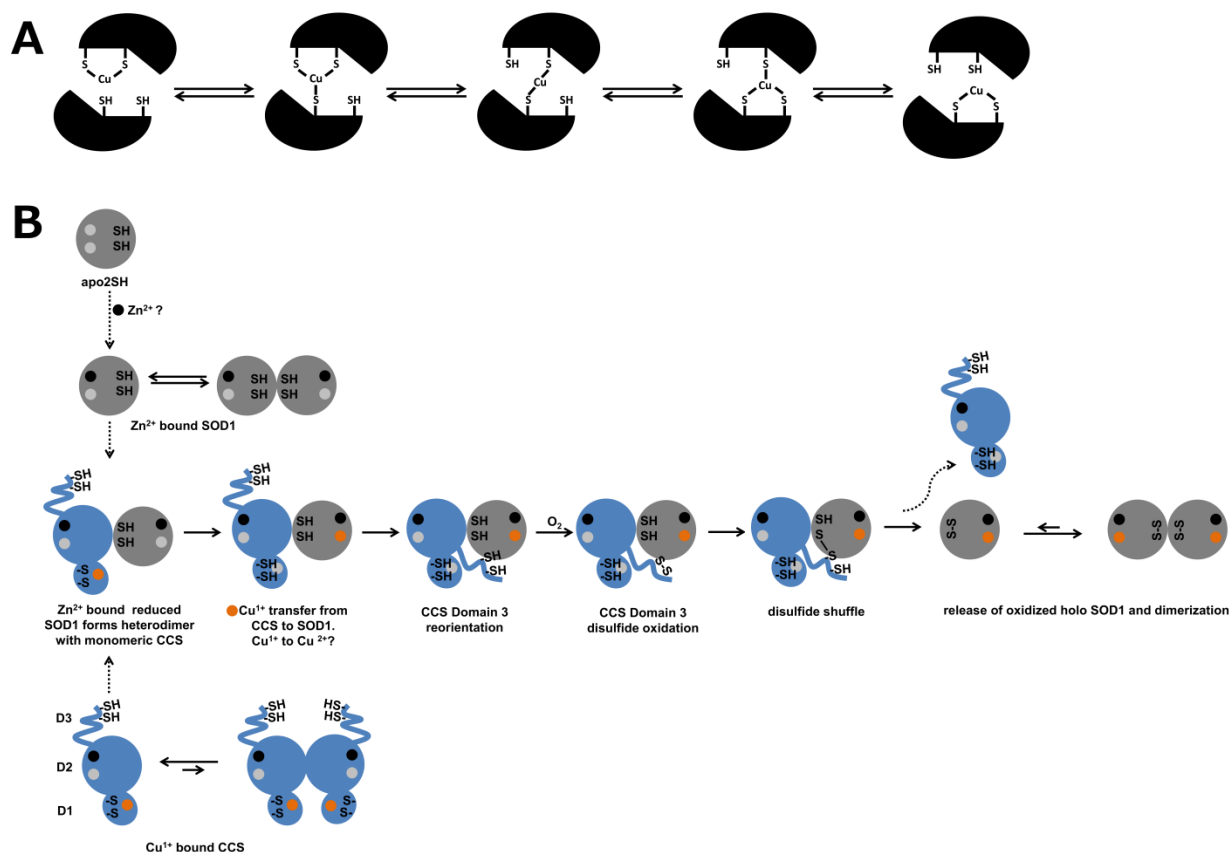 A
S S
Cu
SH SH
S S
Cu
S SH
SH S
Cu
S SH
SH S
Cu
S S
SH SH
Cu
S S
B
SH
SH
apo2SH
Zn²⁺ ?
SH
SH
SH SH
SH SH
Zn²⁺ bound SOD1
-SH
-SH
SH
SH
-S
-S
Zn²⁺ bound reduced
SOD1 forms heterodimer
with monomeric CCS
-SH
-SH
SH
SH
-SH
-SH
Cu¹⁺ transfer from
CCS to SOD1.
Cu¹⁺ to Cu ²⁺?
SH
SH
-SH
-SH
-SH
-SH
CCS Domain 3
reorientation
O₂
SH
SH
S-S
-SH
-SH
CCS Domain 3
disulfide oxidation
SH
S
S
-SH
-SH
-SH
disulfide shuffle
-SH
-SH
-SH
-SH
S-S
S-S S-S
release of oxidized holo SOD1 and dimerization
D3
-SH
-SH
D2
D1
-S
-S
-SH
-SH
HS-
HS-
-S
-S
S-
S-
Cu¹⁺ bound CCS